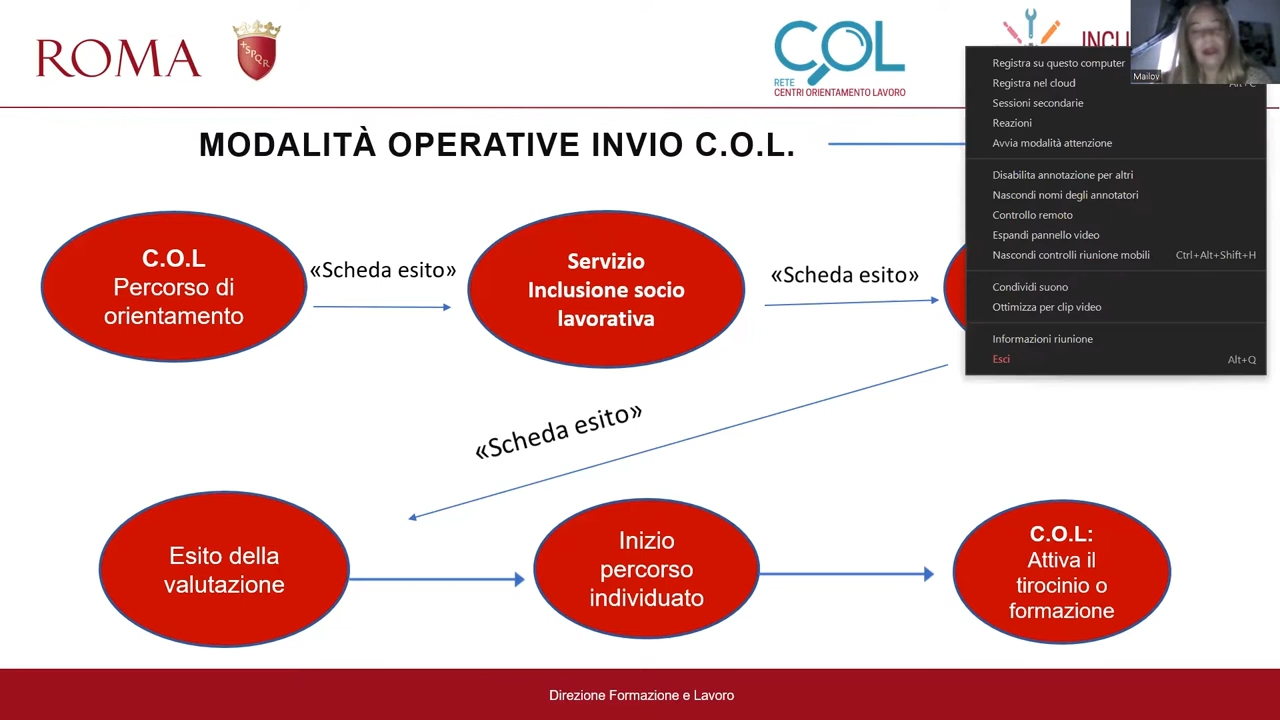 ROMA
SPQR
COL
RETE
CENTRI ORIENTAMENTO LAVORO
INCL
Mailoy
MODALITÀ OPERATIVE INVIO C.O.L.
Registra su questo computer
Registra nel cloud
Sessioni secondarie
Reazioni
Avvia modalità attenzione
Disabilita annotazione per altri
Nascondi nomi degli annotatori
Controllo remoto
Espandi pannello video
Nascondi controlli riunione mobili Ctrl+Alt+Shift+H
Condividi suono
Ottimizza per clip video
Informazioni riunione
Esci Alt+Q
C.O.L
Percorso di
orientamento
«Scheda esito»
Servizio
Inclusione socio
lavorativa
«Scheda esito»
«Scheda esito»
Esito della
valutazione
Inizio
percorso
individuato
C.O.L:
Attiva il
tirocinio o
formazione
Direzione Formazione e Lavoro